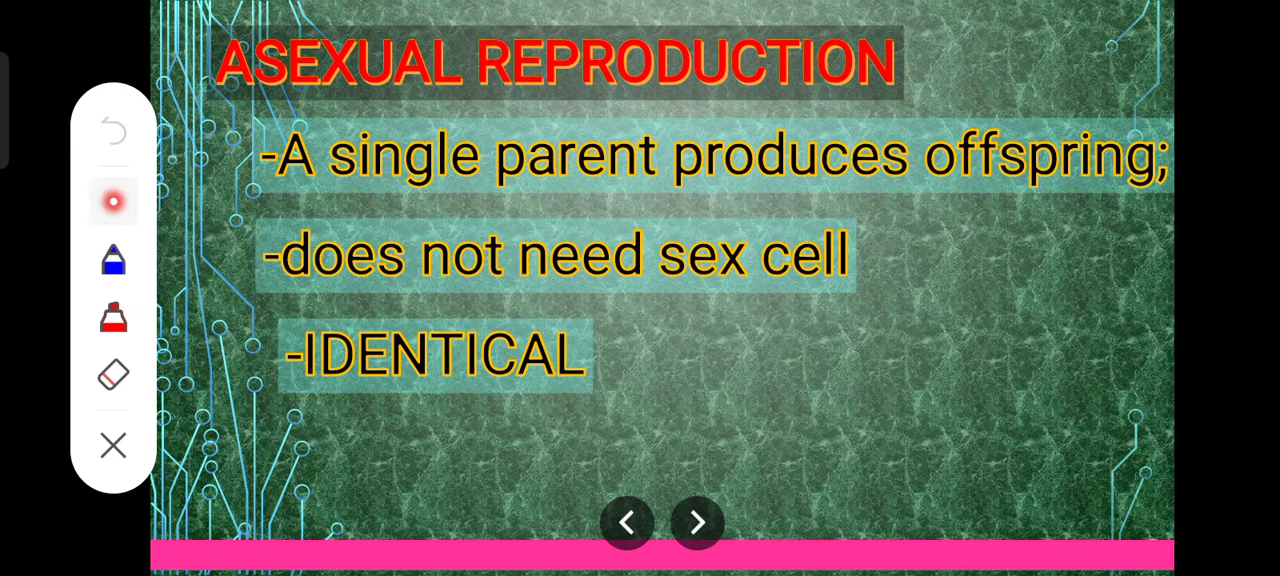 ASEXUAL REPRODUCTION
-A single parent produces offspring;
-does not need sex cell
-IDENTICAL